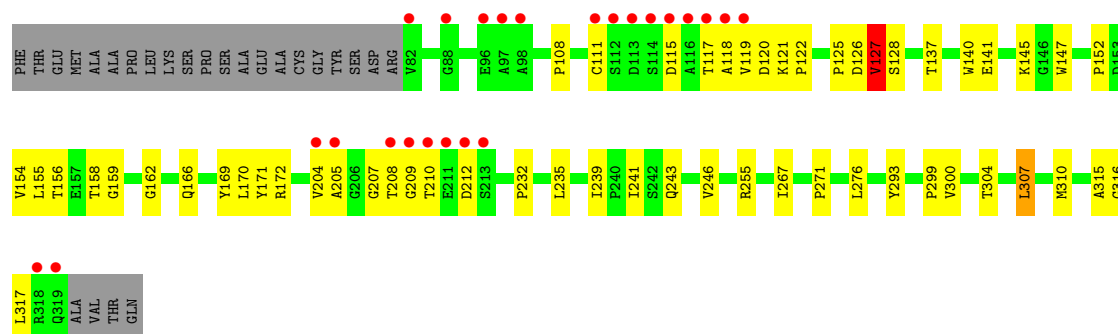 PHE THR GLU MET ALA ALA PRO LEU LYS SER PRO SER ALA GLU ALA CYS GLY TYR SER ASP ARG V82 G88 E96 A97 A98 P108 C111 S112 D113 S114 D115 A116 T117 A118 V119 D120 K121 P122 P125 D126 V127 S128 T137 W140 E141 K145 G146 W147 P152 D153
V154 L155 T156 E157 T158 G159 G162 Q166 Y169 L170 Y171 R172 V204 A205 G206 G207 T208 G209 T210 E211 D212 S213 P232 L235 I239 P240 I241 S242 Q243 V246 R255 I267 P271 L276 Y293 P299 V300 T304 L307 M310 A315
L317 R318 Q319 ALA VAL THR GLN